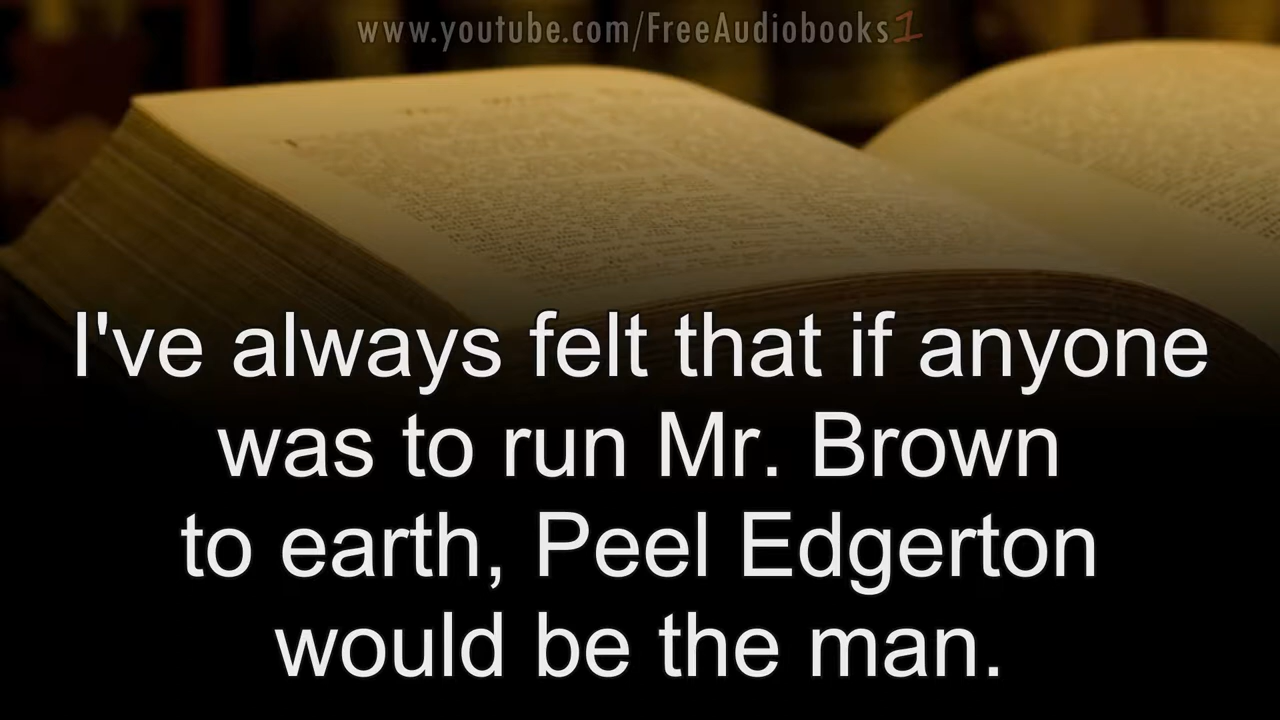 www.youtube.com/FreeAudiobooks1
I've always felt that if anyone
was to run Mr. Brown
to earth, Peel Edgerton
would be the man.